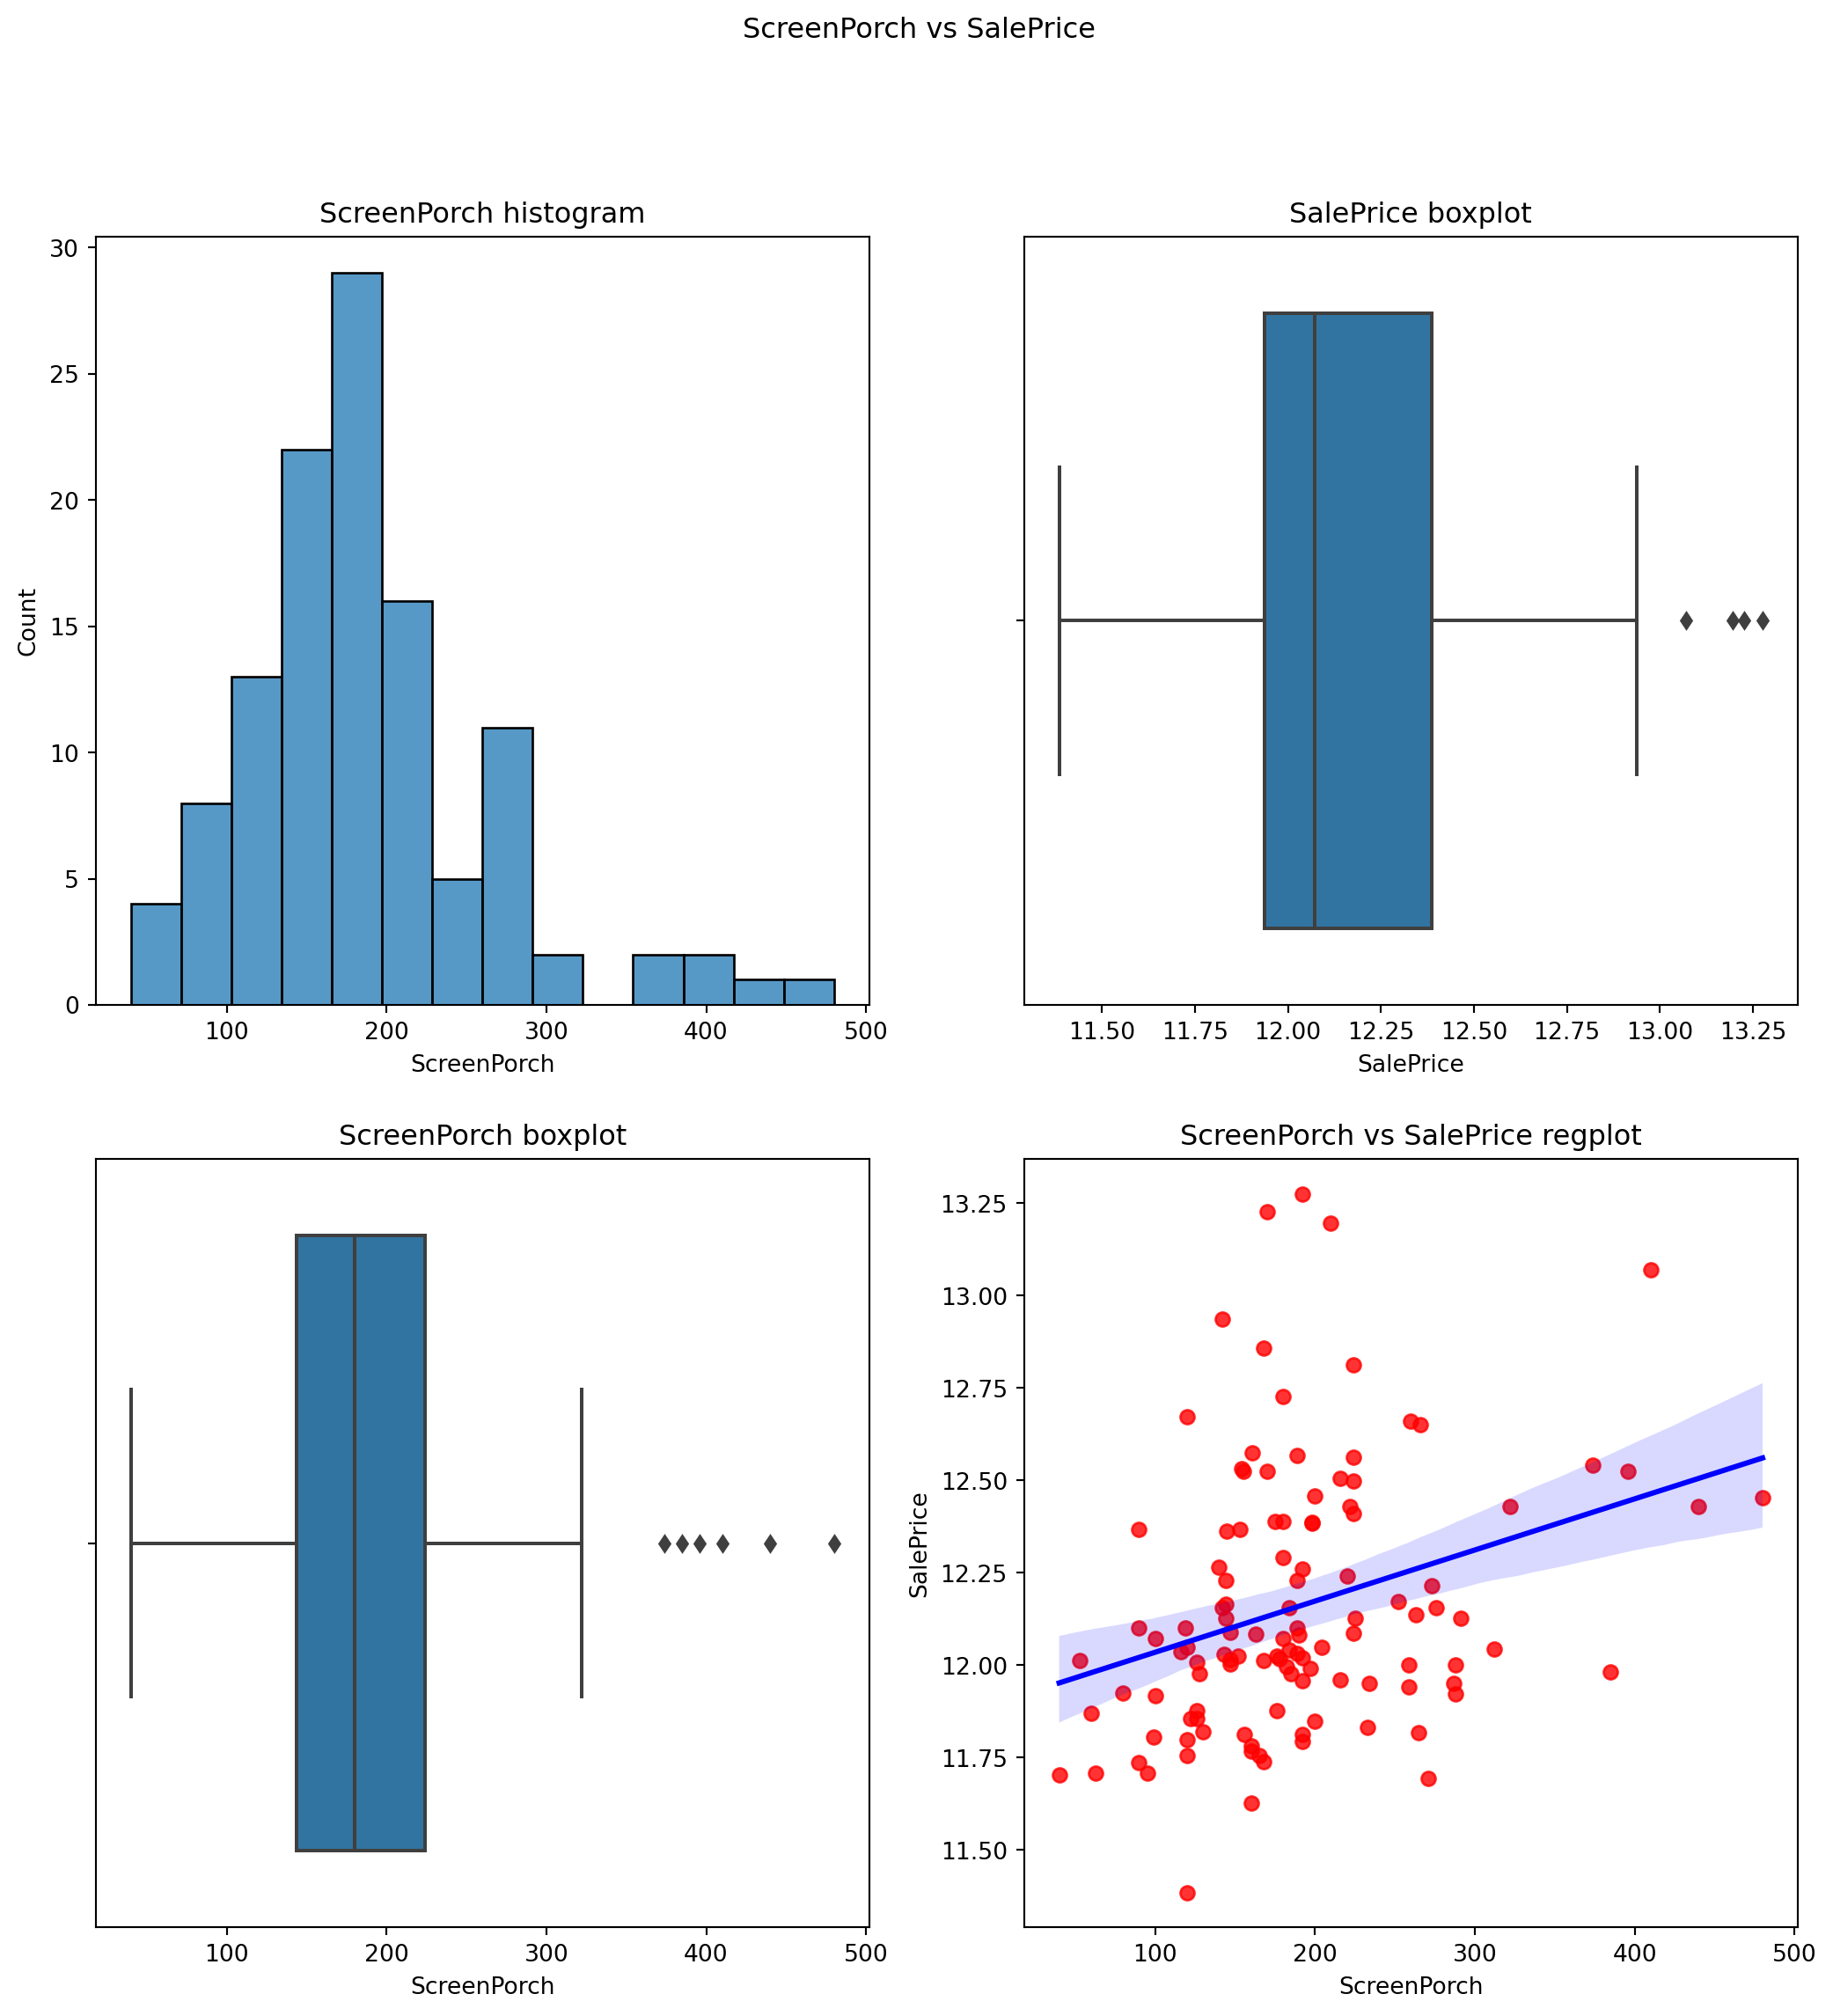 ScreenPorch vs SalePrice
ScreenPorch histogram
30
25
20
15
10
5
0
Count
100 200 300 400 500
ScreenPorch
SalePrice boxplot
11.50 11.75 12.00 12.25 12.50 12.75 13.00 13.25
SalePrice
ScreenPorch boxplot
100 200 300 400 500
ScreenPorch
ScreenPorch vs SalePrice regplot
13.25
13.00
12.75
12.50
12.25
12.00
11.75
11.50
SalePrice
100 200 300 400 500
ScreenPorch